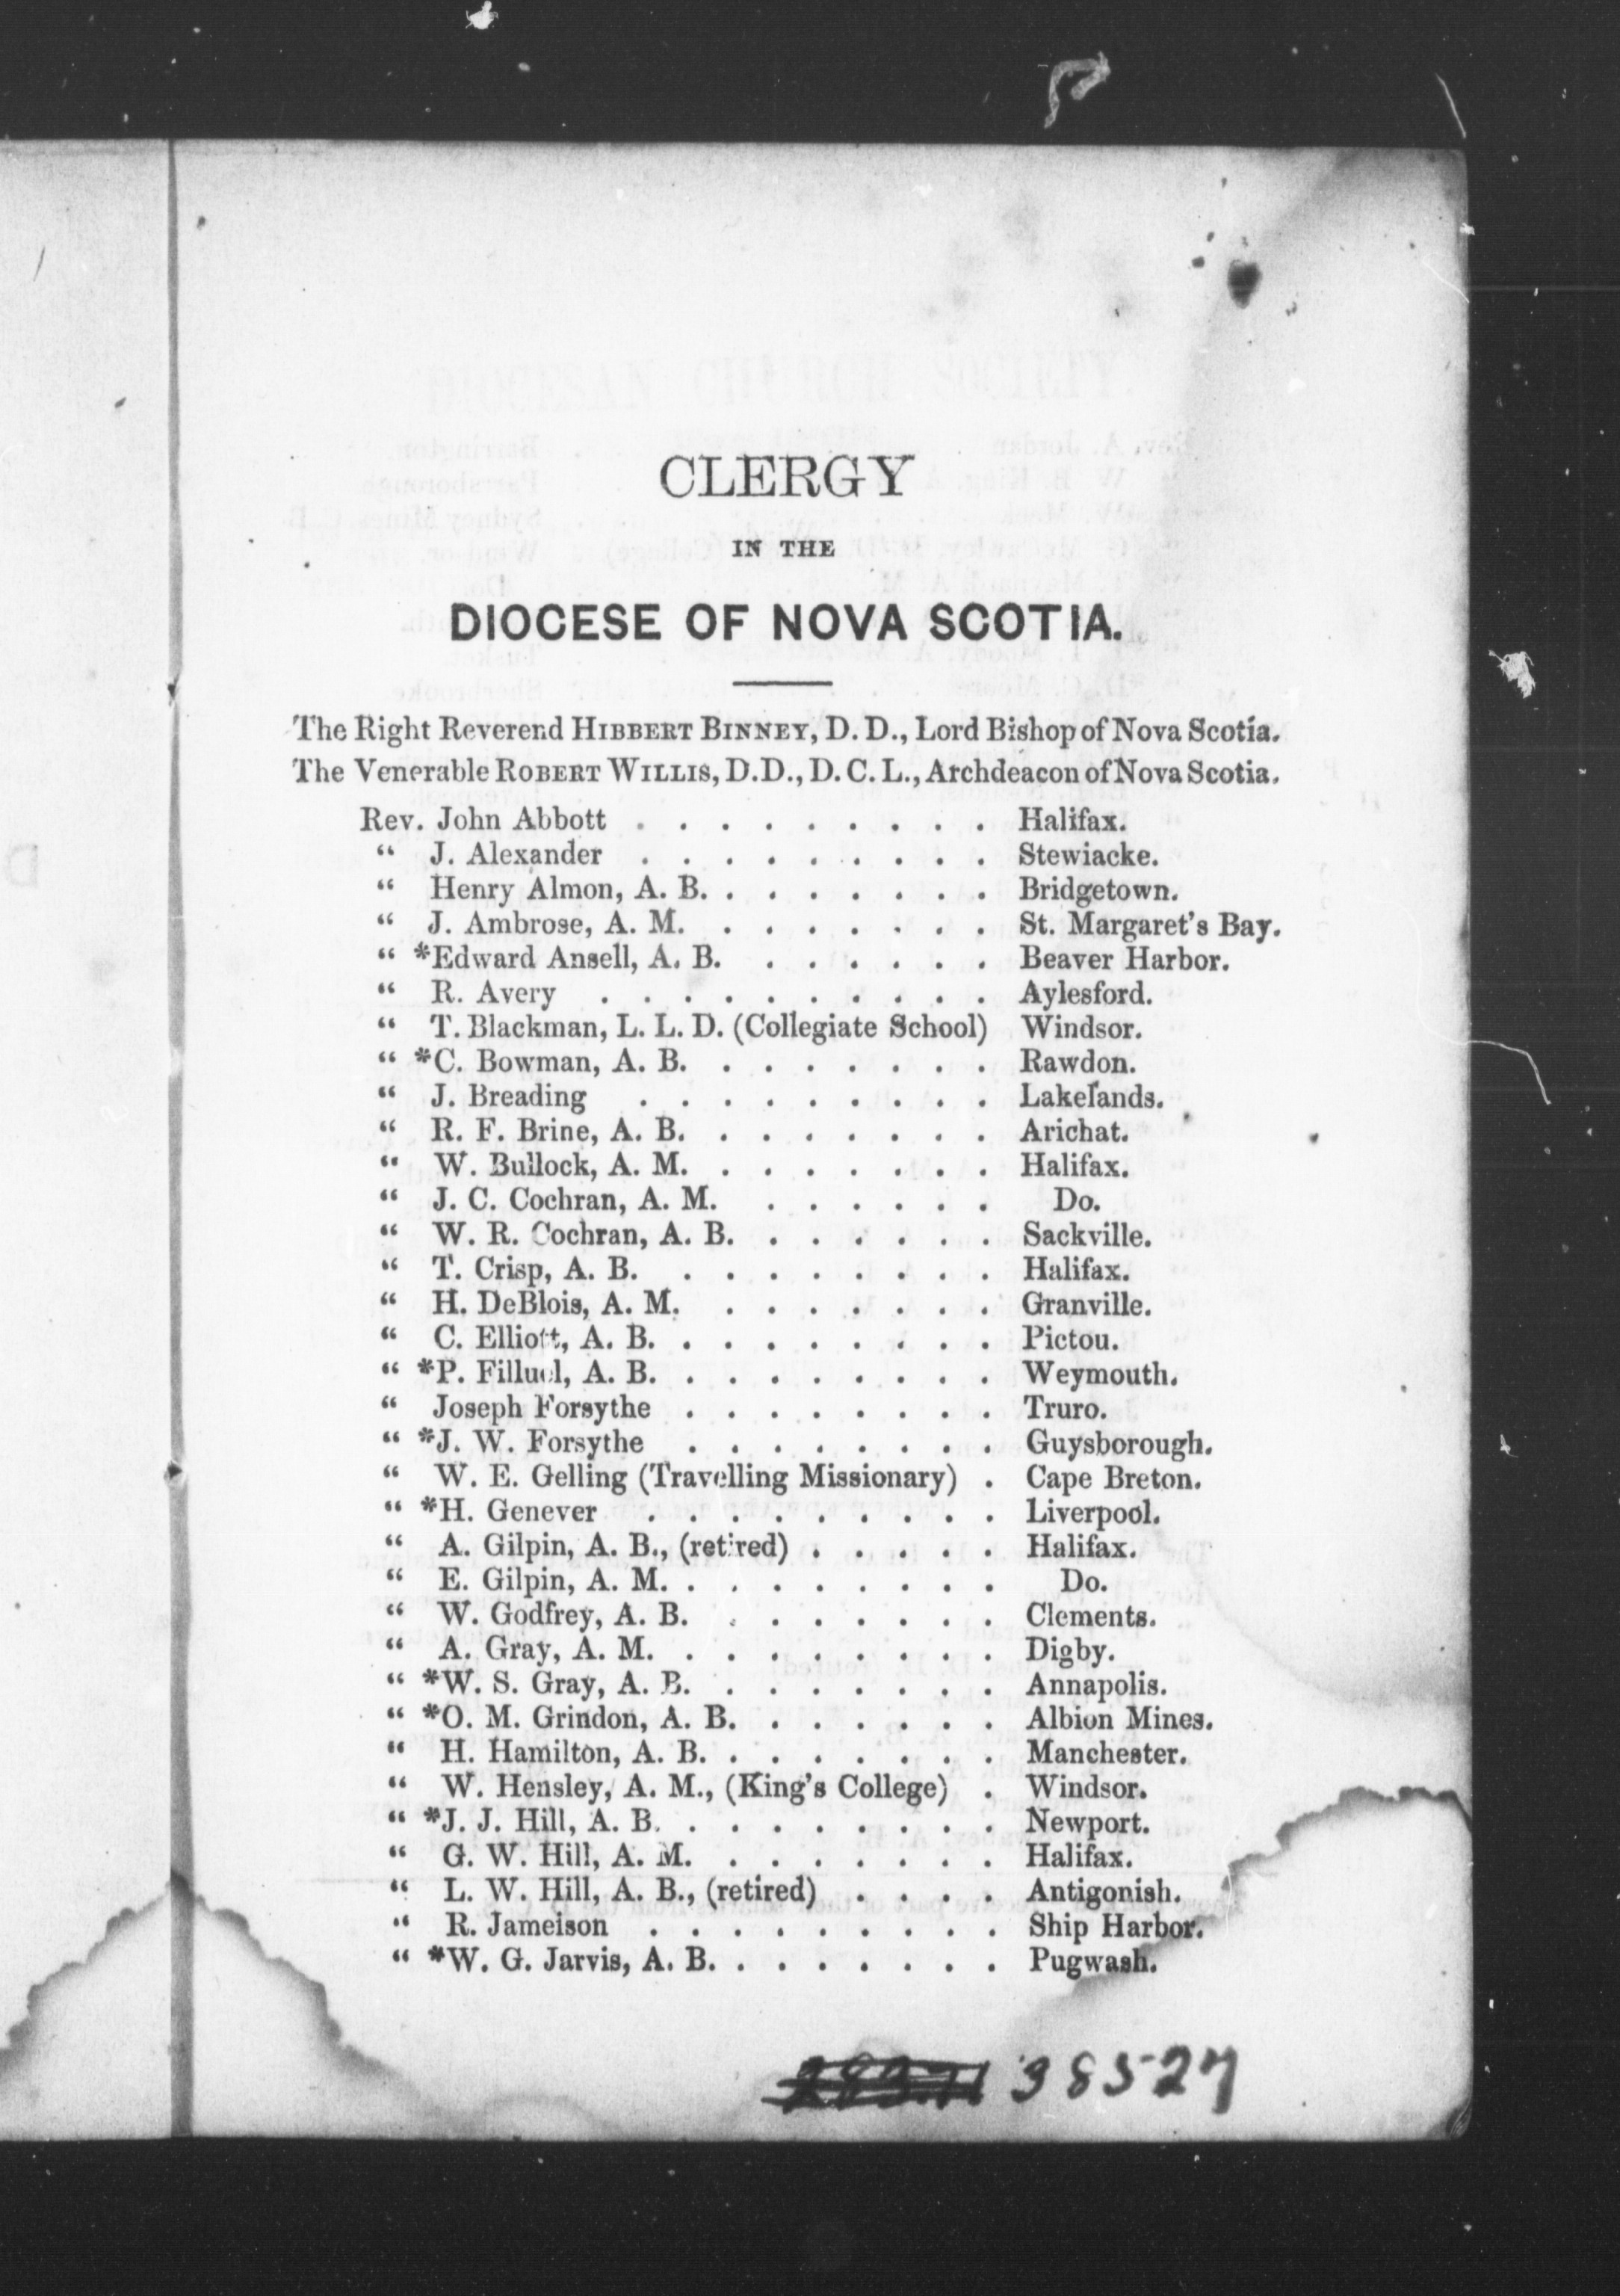 CLERGY
IN THE
DIOCESE OF NOVA SCOTIA.
The Right Reverend HIBBERT BINNEY, D. D., Lord Bishop of Nova Scotia.
The Venerable ROBERT WILLIS, D.D., D. C. L., Archdeacon of Nova Scotia.
Rev. John Abbott . . . . . . . . . Halifax.
“ J. Alexander . . . . . . . . . Stewiacke.
“ Henry Almon, A. B. . . . . . . . Bridgetown.
“ J. Ambrose, A. M. . . . . . . . St. Margaret's Bay.
“ *Edward Ansell, A. B. . . . . . . Beaver Harbor.
“ R. Avery . . . . . . . . . . Aylesford.
“ T. Blackman, L. L. D. (Collegiate School) Windsor.
“ *C. Bowman, A. B. . . . . . . . Rawdon.
“ J. Breading . . . . . . . . . Lakelands.
“ R. F. Brine, A. B. . . . . . . . Arichat.
“ W. Bullock, A. M. . . . . . . . Halifax.
“ J. C. Cochran, A. M. . . . . . . Do.
“ W. R. Cochran, A. B. . . . . . . Sackville.
“ T. Crisp, A. B. . . . . . . . . Halifax.
“ H. DeBlois, A. M. . . . . . . . Granville.
“ C. Elliott, A. B. . . . . . . . . Pictou.
“ *P. Filluel, A. B. . . . . . . . . Weymouth.
“ Joseph Forsythe . . . . . . . . Truro.
“ *J. W. Forsythe . . . . . . . . Guysborough.
“ W. E. Gelling (Travelling Missionary) . Cape Breton.
“ *H. Genever . . . . . . . . . Liverpool.
“ A. Gilpin, A. B., (retired) . . . . . Halifax.
“ E. Gilpin, A. M. . . . . . . . . Do.
“ W. Godfrey, A. B. . . . . . . . Clements.
“ A. Gray, A. M. . . . . . . . . Digby.
“ *W. S. Gray, A. B. . . . . . . . Annapolis.
“ *O. M. Grindon, A. B. . . . . . . Albion Mines.
“ H. Hamilton, A. B. . . . . . . . Manchester.
“ W. Hensley, A. M., (King's College) . Windsor.
“ *J. J. Hill, A. B. . . . . . . . . Newport.
“ G. W. Hill, A. M. . . . . . . . Halifax.
“ L. W. Hill, A. B., (retired) . . . . Antigonish.
“ R. Jameison . . . . . . . . . Ship Harbor.
“ *W. G. Jarvis, A. B. . . . . . . . Pugwash.
38527